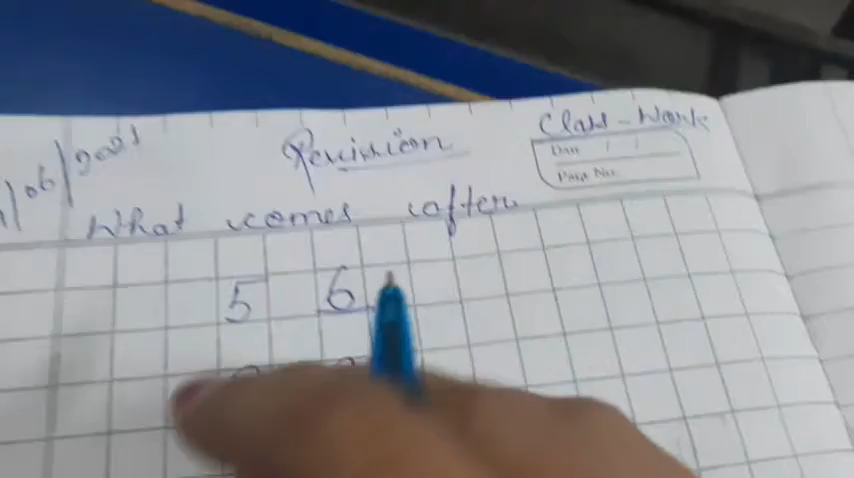 Class-Work
Revision
Date / /
Page No.
/06/2021
What comes after
5 6